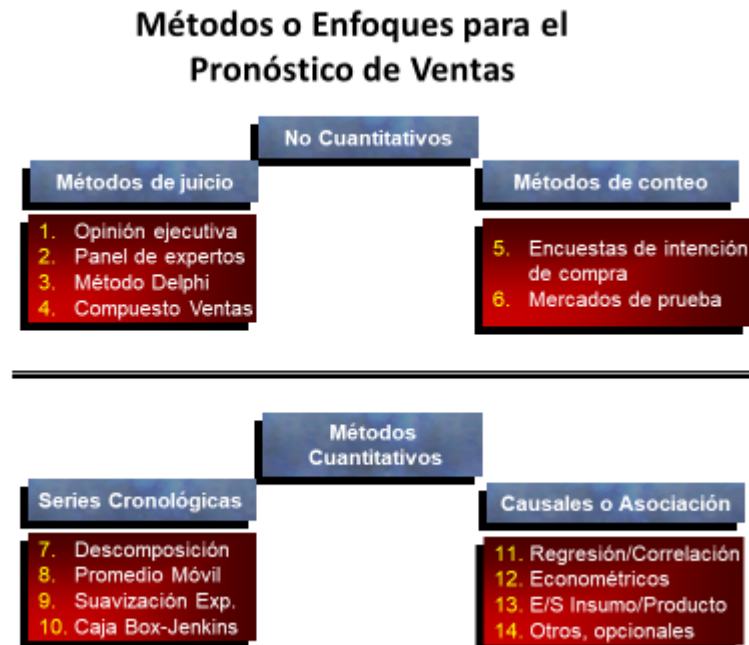 Métodos o Enfoques para el
Pronóstico de Ventas
No Cuantitativos
Métodos de juicio
1. Opinión ejecutiva
2. Panel de expertos
3. Método Delphi
4. Compuesto Ventas
Métodos de conteo
5. Encuestas de intención
de compra
6. Mercados de prueba
Métodos
Cuantitativos
Series Cronológicas
7. Descomposición
8. Promedio Móvil
9. Suavización Exp.
10. Caja Box-Jenkins
Causales o Asociación
11. Regresión/Correlación
12. Econométricos
13. E/S Insumo/Producto
14. Otros, opcionales